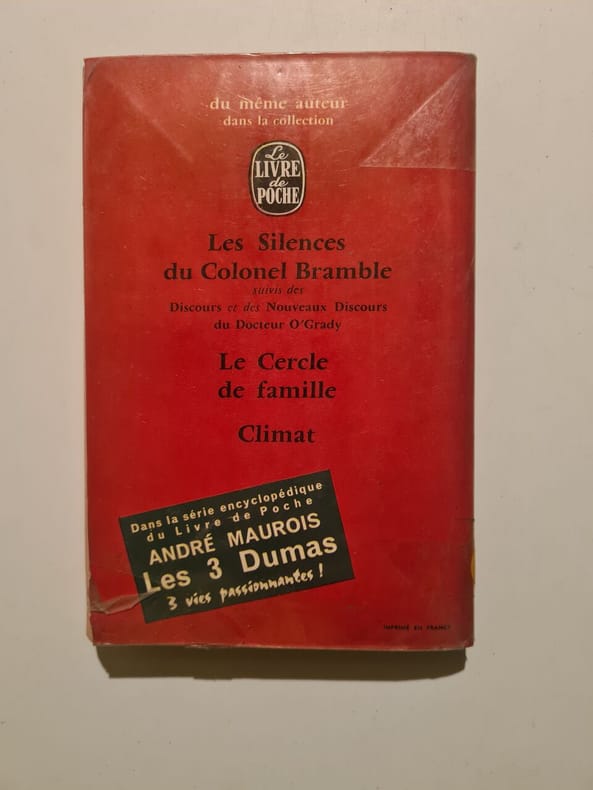 du même auteur
dans la collection
Le
LIVRE
de
POCHE
Les Silences
du Colonel Bramble
suivis des
Discours et des Nouveaux Discours
du Docteur O'Grady
Le Cercle
de famille
Climat
Dans la série encyclopédique
du Livre de Poche
ANDRÉ MAUROIS
Les 3 Dumas
3 vies passionnantes !
IMPRIMÉ EN FRANCE